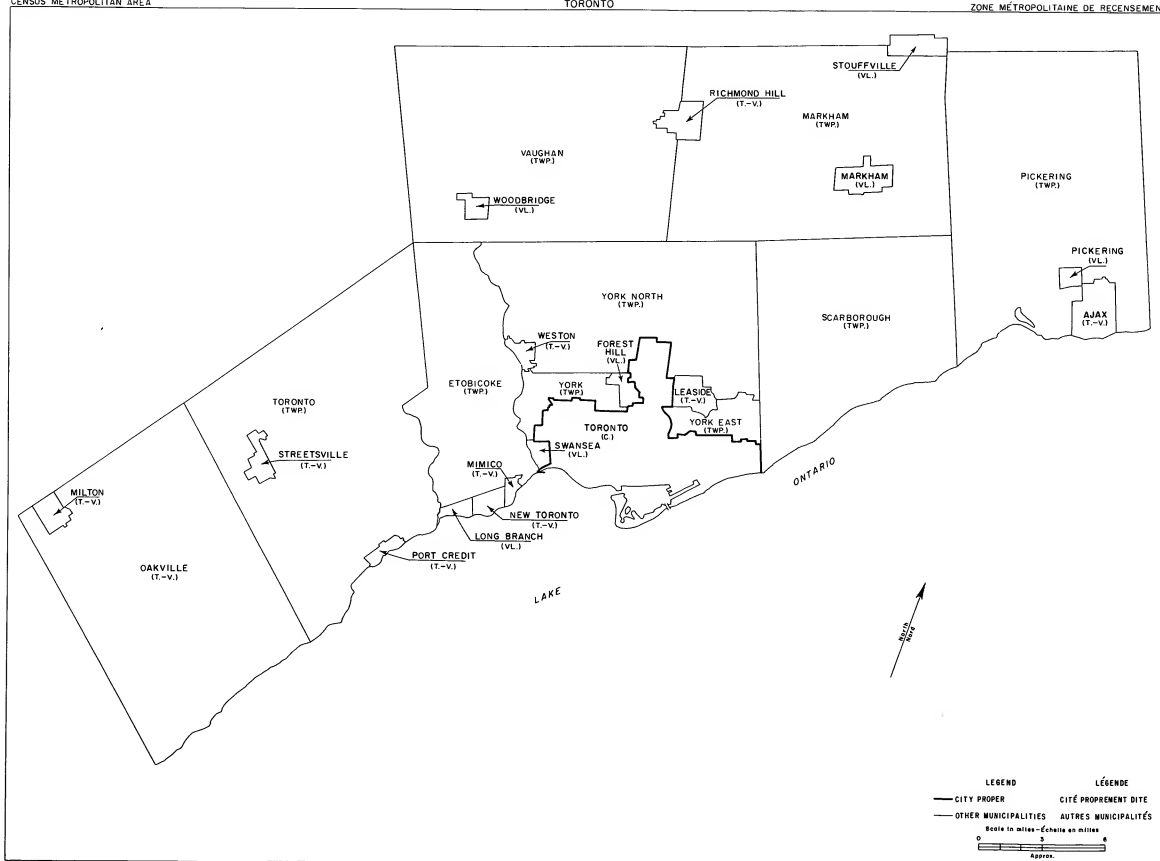 CENSUS METROPOLITAN AREA
TORONTO
ZONE MÉTROPOLITAINE DE RECENSEMEN
STOUFFVILLE
(VL.)
RICHMOND HILL
(T.-V.)
MARKHAM
(TWP.)
VAUGHAN
(TWP.)
MARKHAM
(VL.)
PICKERING
(TWP.)
WOODBRIDGE
(VL.)
PICKERING
(VL.)
YORK NORTH
(TWP.)
SCARBOROUGH
(TWP.)
AJAX
(T.-V.)
WESTON
(T.-V.)
FOREST
HILL
(VL.)
ETOBICOKE
(TWP.)
YORK
(TWP.)
LEASIDE
(T.-V.)
TORONTO
(TWP.)
TORONTO
(C.)
YORK EAST
(TWP.)
SWANSEA
(VL.)
STREETSVILLE
(T.-V.)
MIMICO
(T.-V.)
ONTARIO
MILTON
(T.-V.)
NEW TORONTO
(T.-V.)
LONG BRANCH
(VL.)
PORT CREDIT
(T.-V.)
OAKVILLE
(T.-V.)
LAKE
North
Nord
LEGEND LÉGENDE
CITY PROPER CITÉ PROPREMENT DITE
OTHER MUNICIPALITIES AUTRES MUNICIPALITÉS
Scale in miles-Échelle en milles
0 3 6
Approx.